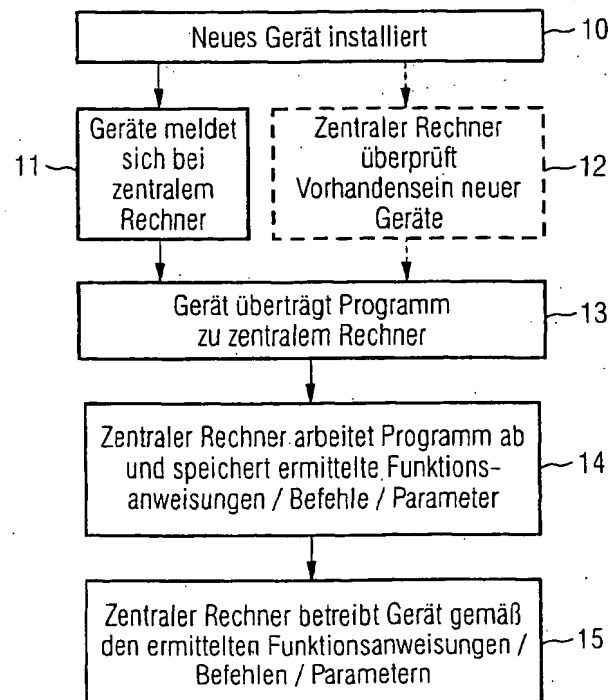 Neues Gerät installiert
10
Geräte meldet
sich bei
zentralem
Rechner
11
Zentraler Rechner
überprüft
Vorhandensein neuer
Geräte
12
Gerät überträgt Programm
zu zentralem Rechner
13
Zentraler Rechner arbeitet Programm ab
und speichert ermittelte Funktions-
anweisungen / Befehle / Parameter
14
Zentraler Rechner betreibt Gerät gemäß
den ermittelten Funktionsanweisungen /
Befehlen / Parametern
15